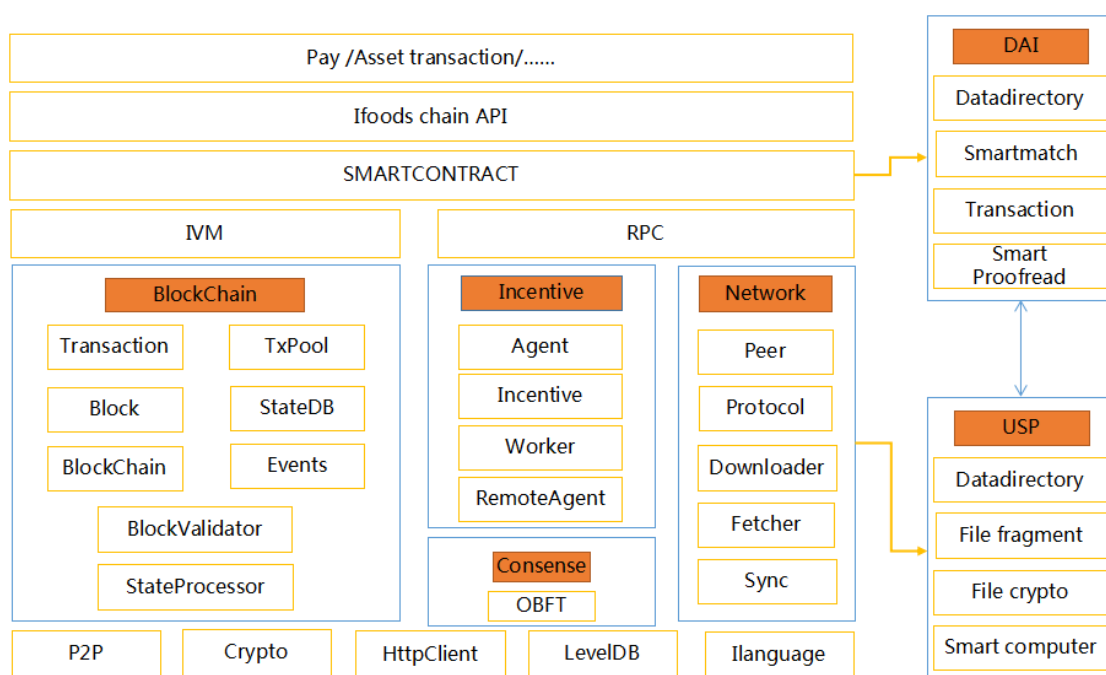 Pay /Asset transaction/......
Ifoods chain API
SMARTCONTRACT
IVM
RPC
BlockChain
Transaction
TxPool
Block
StateDB
BlockChain
Events
BlockValidator
StateProcessor
Incentive
Agent
Incentive
Worker
RemoteAgent
Consense
OBFT
Network
Peer
Protocol
Downloader
Fetcher
Sync
P2P
Crypto
HttpClient
LevelDB
Ilanguage
DAI
Datadirectory
Smartmatch
Transaction
Smart
Proofread
USP
Datadirectory
File fragment
File crypto
Smart computer